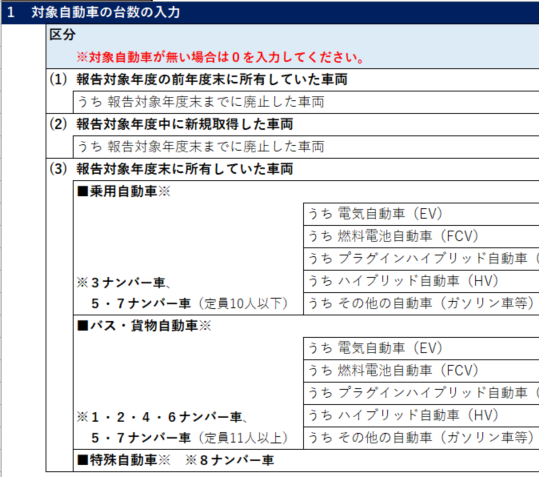 1 対象自動車の台数の入力
区分
※対象自動車が無い場合は０を入力してください。
(1) 報告対象年度の前年度末に所有していた車両
うち 報告対象年度末までに廃止した車両
(2) 報告対象年度中に新規取得した車両
うち 報告対象年度末までに廃止した車両
(3) 報告対象年度末に所有していた車両
■乗用自動車※
うち 電気自動車（EV）
うち 燃料電池自動車（FCV）
うち プラグインハイブリッド自動車（
※３ナンバー車、
うち ハイブリッド自動車（HV）
５・７ナンバー車（定員10人以下）
うち その他の自動車（ガソリン車等）
■バス・貨物自動車※
うち 電気自動車（EV）
うち 燃料電池自動車（FCV）
うち プラグインハイブリッド自動車（
※１・２・４・６ナンバー車、
うち ハイブリッド自動車（HV）
５・７ナンバー車（定員11人以上）
うち その他の自動車（ガソリン車等）
■特殊自動車※　※８ナンバー車